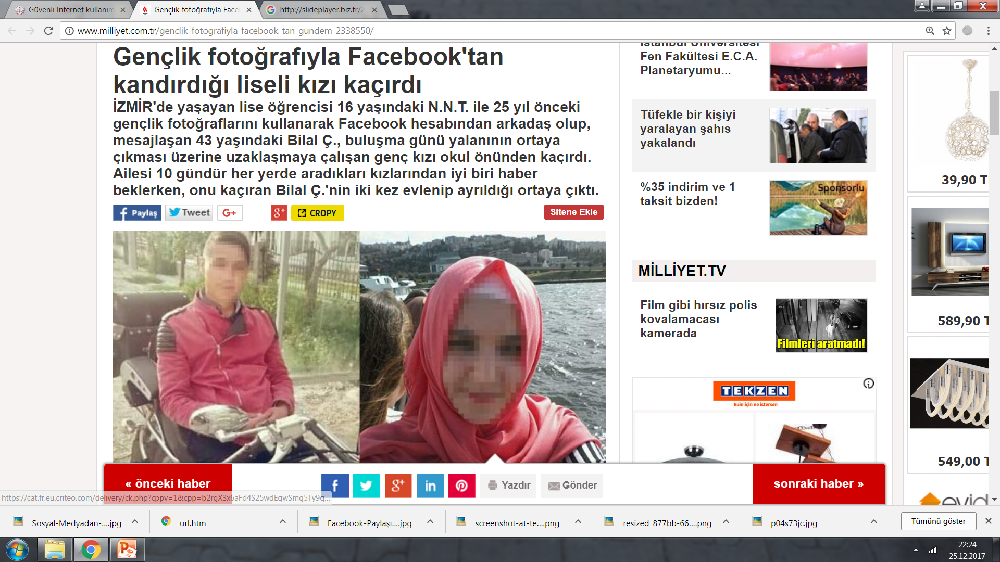 Güvenli İnternet kullanım
Gençlik fotoğrafıyla Face
http://slideplayer.biz.tr/2
www.milliyet.com.tr/genclik-fotografiyla-facebook-tan-gundem-2338550/
Gençlik fotoğrafıyla Facebook'tan
kandırdığı liseli kızı kaçırdı
İZMİR'de yaşayan lise öğrencisi 16 yaşındaki N.N.T. ile 25 yıl önceki
gençlik fotoğraflarını kullanarak Facebook hesabından arkadaş olup,
mesajlaşan 43 yaşındaki Bilal Ç., buluşma günü yalanının ortaya
çıkması üzerine uzaklaşmaya çalışan genç kızı okul önünden kaçırdı.
Ailesi 10 gündür her yerde aradıkları kızlarından iyi biri haber
beklerken, onu kaçıran Bilal Ç.'nin iki kez evlenip ayrıldığı ortaya çıktı.
Paylaş
Tweet
G+
g+
CROPY
Sitene Ekle
İstanbul Üniversitesi
Fen Fakültesi E.C.A.
Planetaryumu...
Tüfekle bir kişiyi
yaralayan şahıs
yakalandı
%35 indirim ve 1
taksit bizden!
Sponsorlu
MİLLİYET.TV
Film gibi hırsız polis
kovalamacası
kamerada
Filmleri aratmadı!
TEKZEN
Evin için ne istersen
39,90 T
589,90 T
549,00 T
evid
« önceki haber
Yazdır
Gönder
sonraki haber »
https://cat.fr.eu.criteo.com/delivery/ck.php?cppv=1&cpp=b2rgX3x6aFd4S25wdEgwSmg5Ty9q...
Sosyal-Medyadan-....jpg
url.htm
Facebook-Paylaşı....jpg
screenshot-at-te....png
resized_877bb-66....png
p04s73jc.jpg
Tümünü göster
22:24
25.12.2017